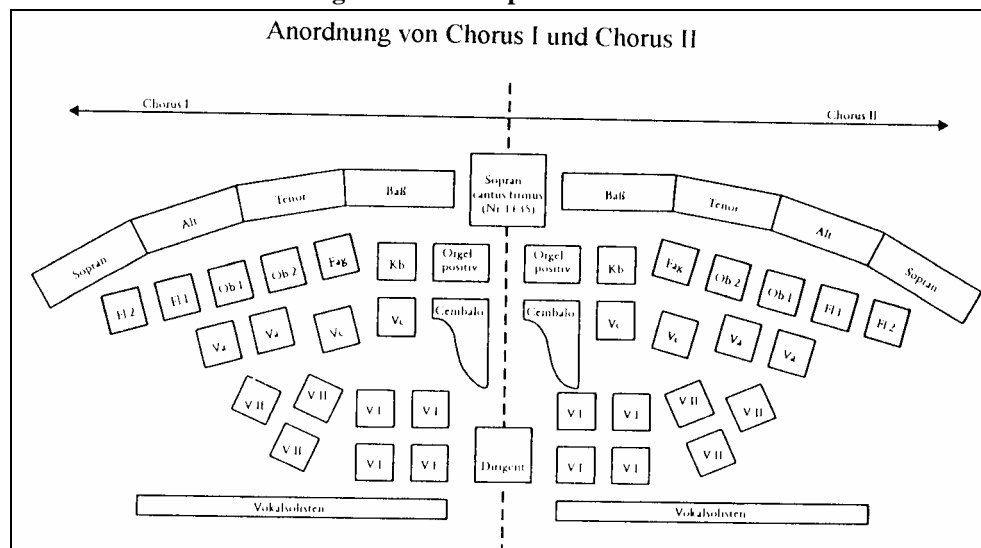 Anordnung von Chorus I und Chorus II
Chorus I
Chorus II
Sopran
Alt
Tenor
Baß
Sopran
cantus firmus
Baß
Tenor
Alt
Sopran
Fl 2
Fl 1
Ob 1
Ob 2
Fag
Kb
Orgel
positiv
Orgel
positiv
Kb
Fag
Ob 2
Ob 1
Fl 1
Fl 2
Va
Va
Vc
Vc
Cembalo
Cembalo
Vc
Vc
Va
Va
V II
V II
V I
V I
V I
V I
V II
V II
V II
V I
V I
Dirigent
V I
V I
V II
Vokalsolisten
Vokalsolisten